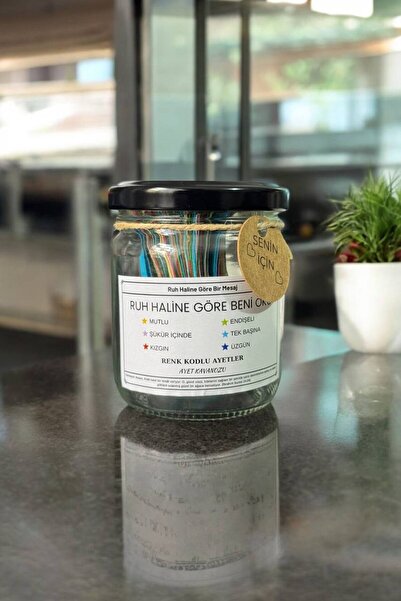 SENİN
İÇİN
Ruh Haline Göre Bir Mesaj
RUH HALİNE GÖRE BENİ OKU
MUTLU
ENDİŞELİ
ŞÜKÜR İÇİNDE
TEK BAŞINA
KIZGIN
ÜZGÜN
RENK KODLU AYETLER
AYET KAVANOZU